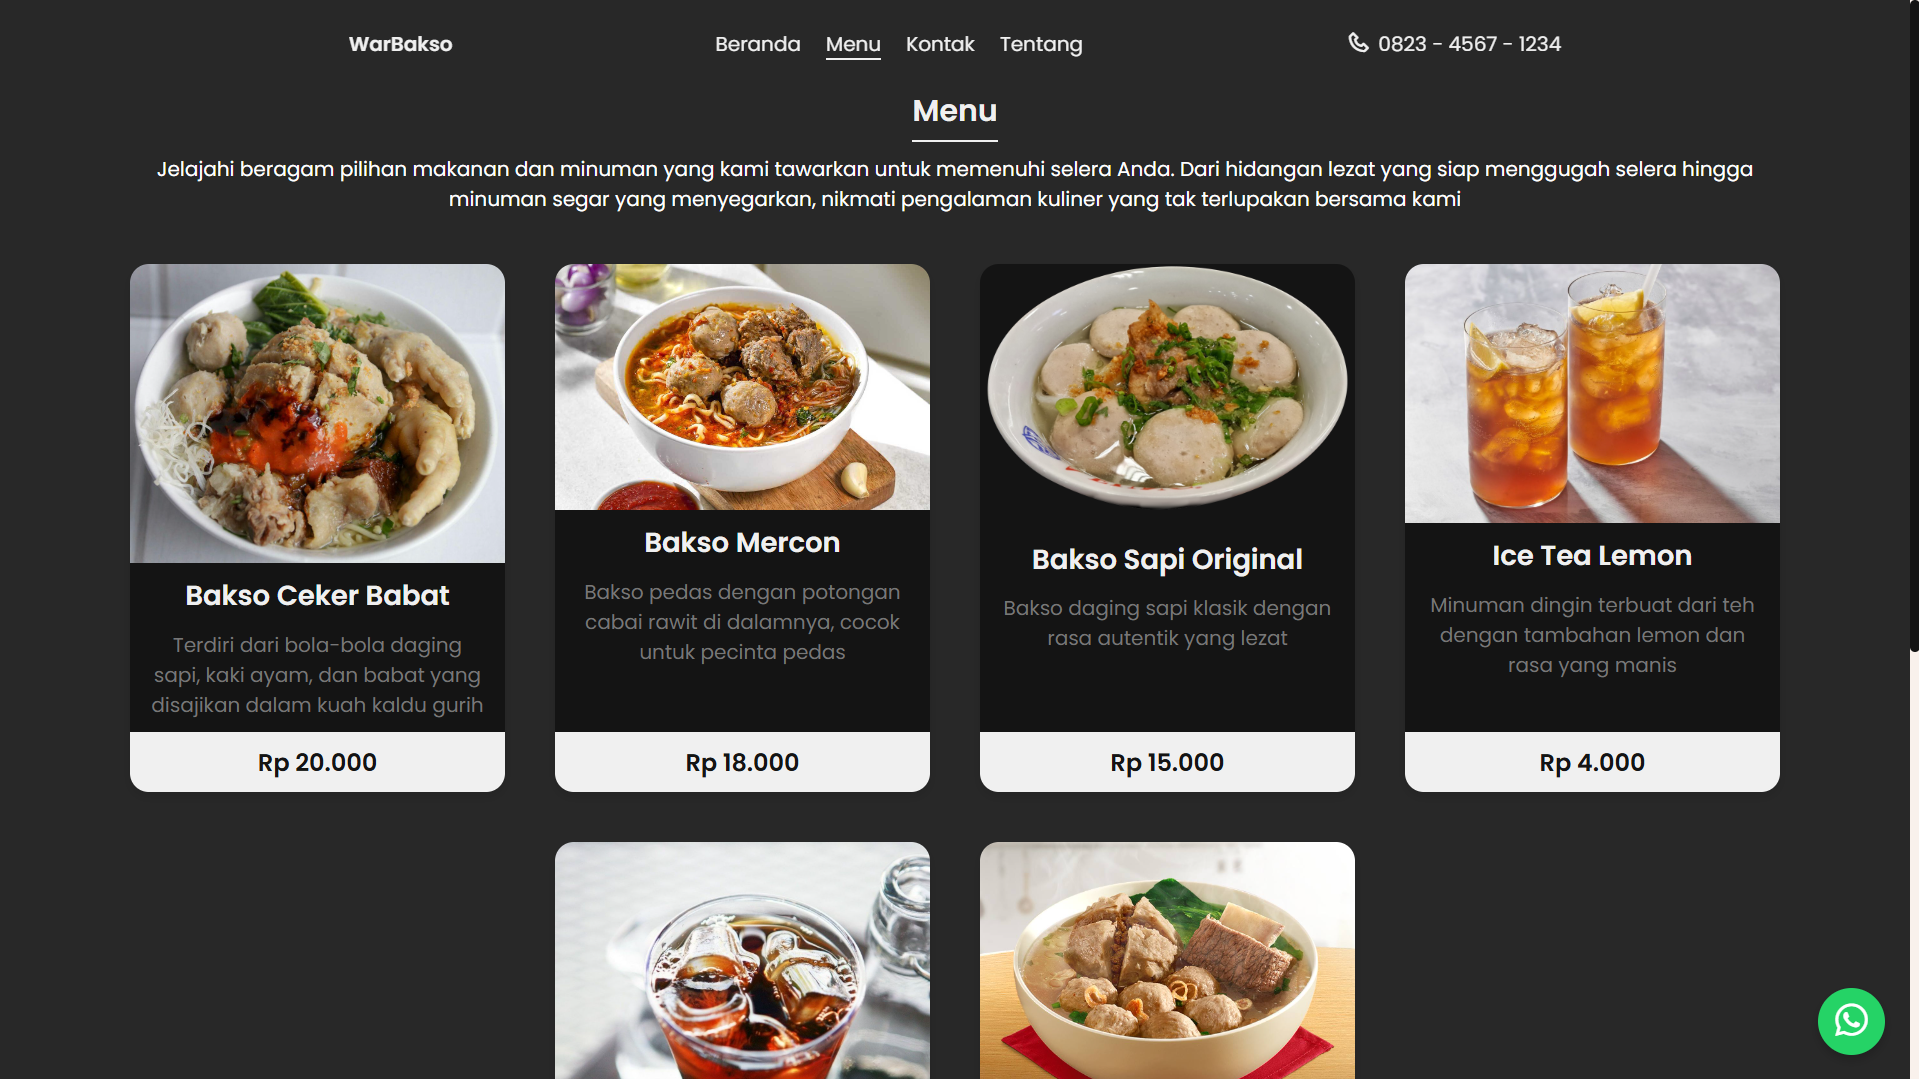 WarBakso
Beranda Menu Kontak Tentang
0823 - 4567 - 1234
Menu
Jelajahi beragam pilihan makanan dan minuman yang kami tawarkan untuk memenuhi selera Anda. Dari hidangan lezat yang siap menggugah selera hingga
minuman segar yang menyegarkan, nikmati pengalaman kuliner yang tak terlupakan bersama kami
Bakso Ceker Babat
Terdiri dari bola-bola daging
sapi, kaki ayam, dan babat yang
disajikan dalam kuah kaldu gurih
Rp 20.000
Bakso Mercon
Bakso pedas dengan potongan
cabai rawit di dalamnya, cocok
untuk pecinta pedas
Rp 18.000
Bakso Sapi Original
Bakso daging sapi klasik dengan
rasa autentik yang lezat
Rp 15.000
Ice Tea Lemon
Minuman dingin terbuat dari teh
dengan tambahan lemon dan
rasa yang manis
Rp 4.000